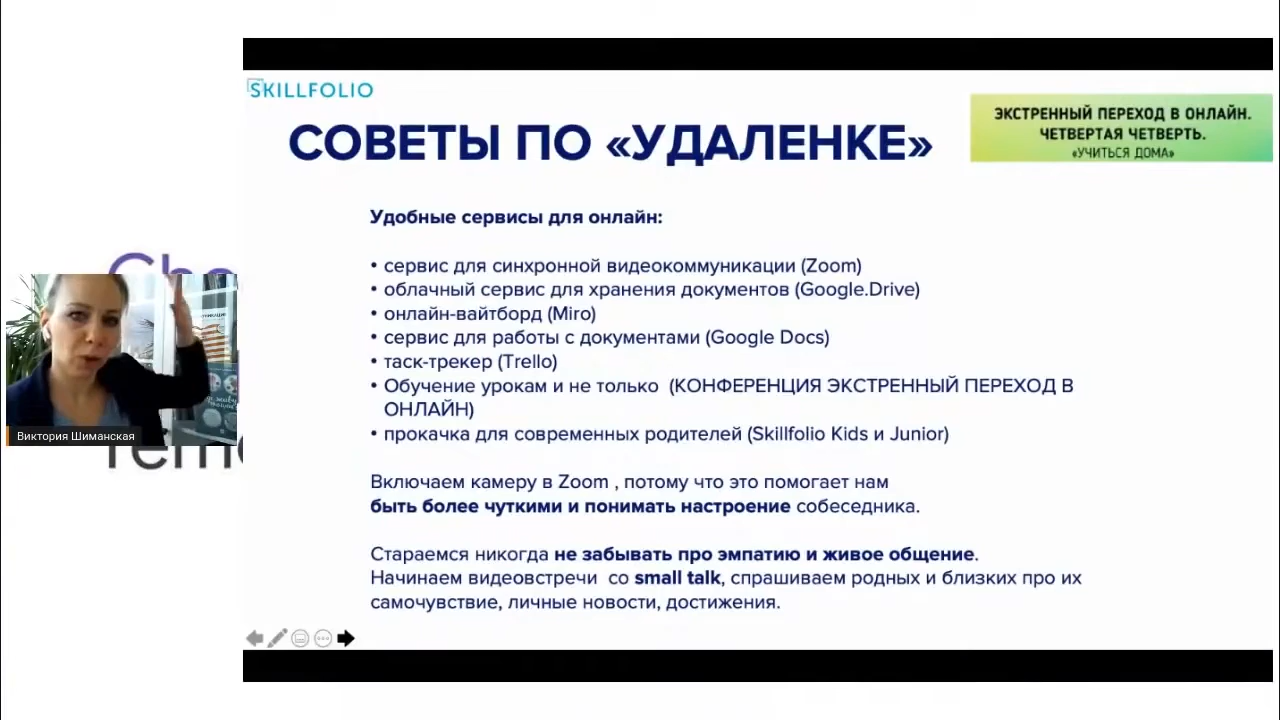 SKILLFOLIO
СОВЕТЫ ПО «УДАЛЕНКЕ»
ЭКСТРЕННЫЙ ПЕРЕХОД В ОНЛАЙН.
ЧЕТВЕРТАЯ ЧЕТВЕРТЬ.
«УЧИТЬСЯ ДОМА»
Удобные сервисы для онлайн:
• сервис для синхронной видеокоммуникации (Zoom)
• облачный сервис для хранения документов (Google.Drive)
• онлайн-вайтборд (Miro)
• сервис для работы с документами (Google Docs)
• таск-трекер (Trello)
• Обучение урокам и не только (КОНФЕРЕНЦИЯ ЭКСТРЕННЫЙ ПЕРЕХОД В
ОНЛАЙН)
• прокачка для современных родителей (Skillfolio Kids и Junior)
Включаем камеру в Zoom , потому что это помогает нам
быть более чуткими и понимать настроение собеседника.
Стараемся никогда не забывать про эмпатию и живое общение.
Начинаем видеовстречи со small talk, спрашиваем родных и близких про их
самочувствие, личные новости, достижения.
Виктория Шиманская